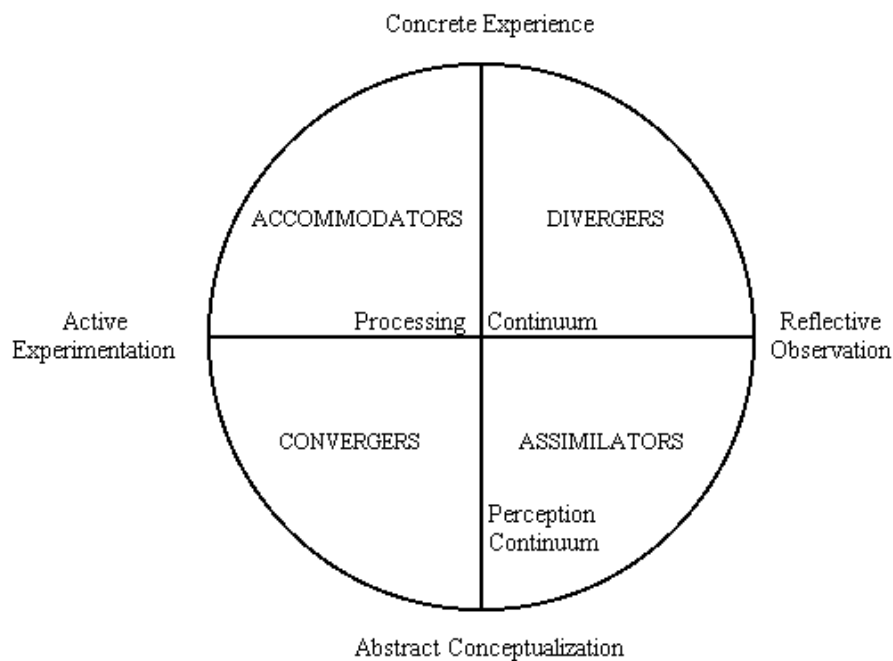 Concrete Experience
ACCOMMODATORS
DIVERGERS
Active
Experimentation
Processing
Continuum
Reflective
Observation
CONVERGERS
ASSIMILATORS
Perception
Continuum
Abstract Conceptualization